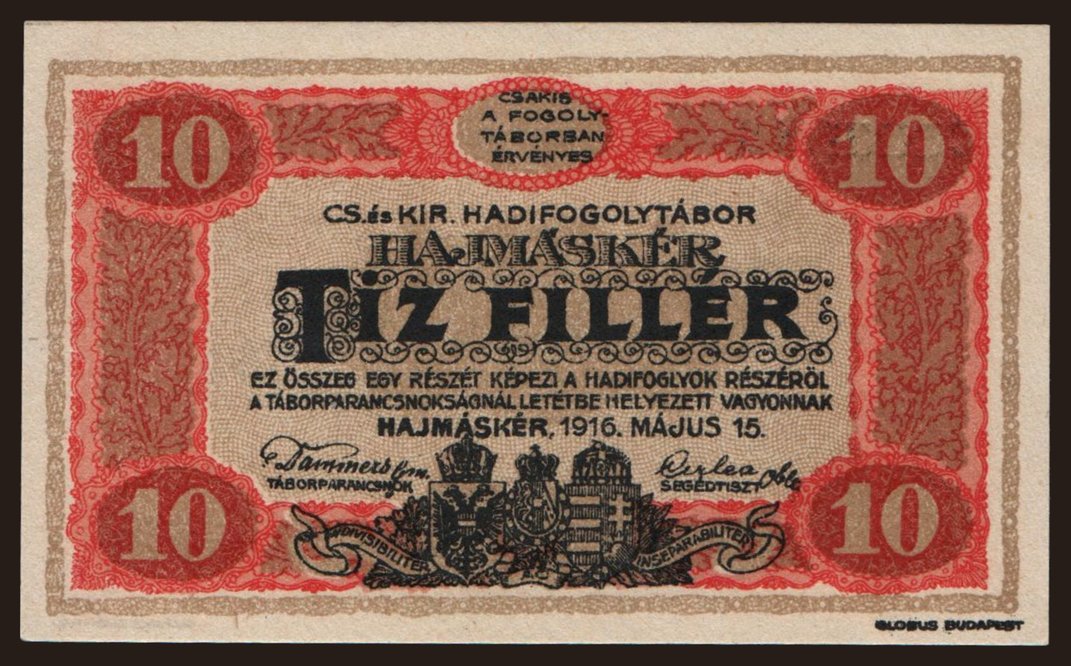 CSAKIS
A FOGOLY-
TÁBORBAN
ÉRVÉNYES
10 10
CS. és KIR. HADIFOGOLYTÁBOR
HAJMÁSKÉR
TÍZ FILLÉR
EZ ÖSSZEG EGY RÉSZÉT KÉPEZI A HADIFOGLYOK RÉSZÉRÖL
A TÁBORPARANCSNOKSÁGNÁL LETÉTBE HELYEZETT VAGYONNAK
HAJMÁSKÉR, 1916. MÁJUS 15.
TÁBORPARANCSNOK SEGÉDTISZT
10 10
INDIVISIBILITER INSEPARABILITER
GLOBUS BUDAPEST